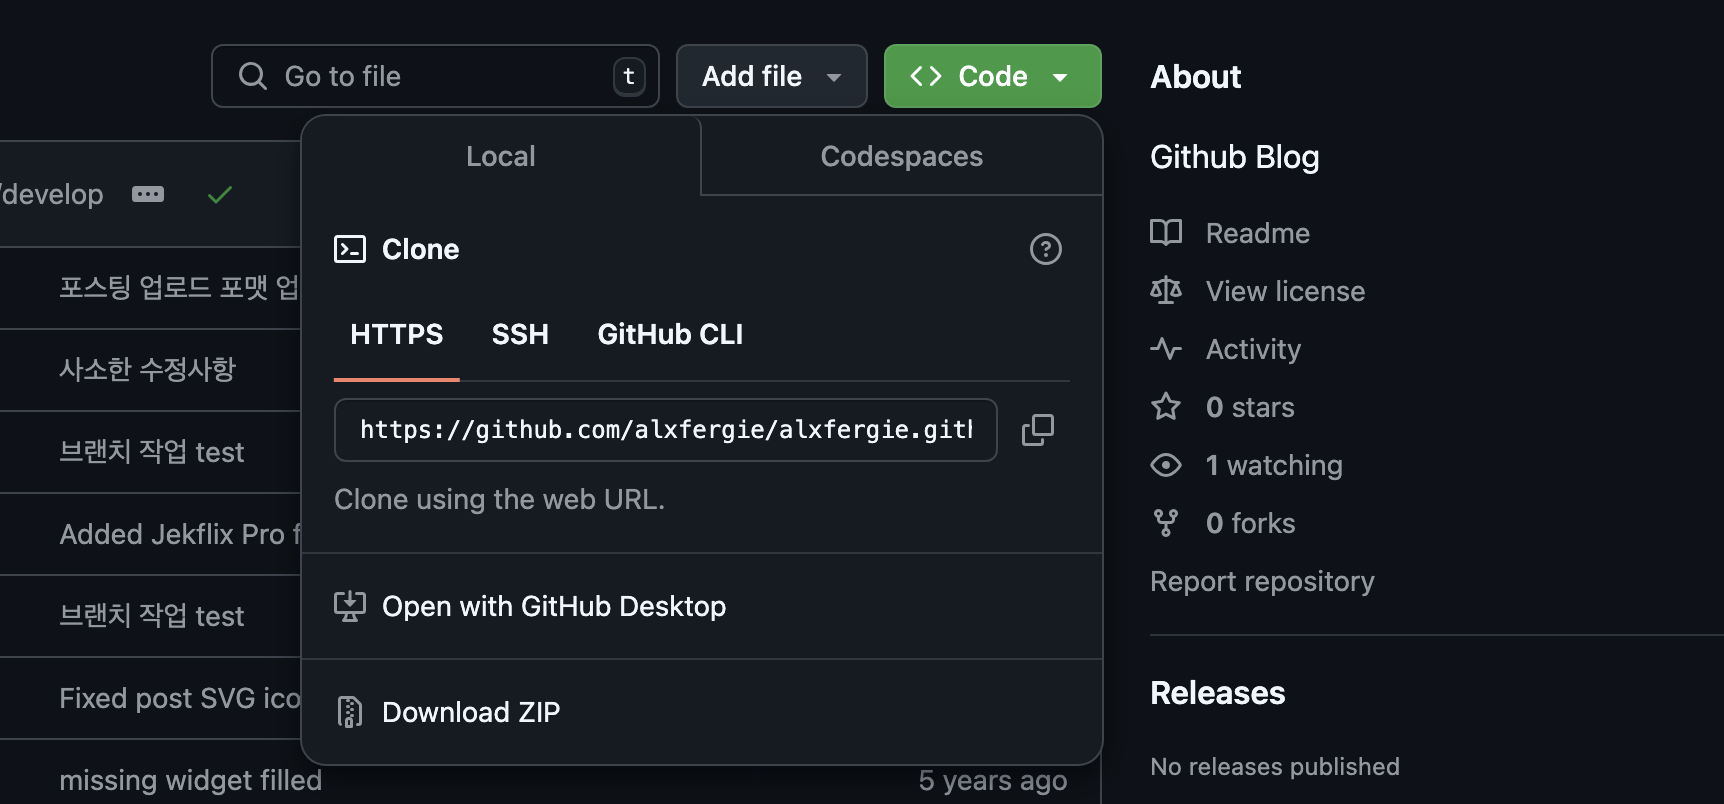 Go to file
t
Add file
Code
Local
Codespaces
Clone
HTTPS
SSH
GitHub CLI
https://github.com/alxfergie/alxfergie.gith
Clone using the web URL.
Open with GitHub Desktop
Download ZIP
/develop
포스팅 업로드 포맷 업
사소한 수정사항
브랜치 작업 test
Added Jekflix Pro f
브랜치 작업 test
Fixed post SVG ico
missing widget filled
5 years ago
About
Github Blog
Readme
View license
Activity
0 stars
1 watching
0 forks
Report repository
Releases
No releases published